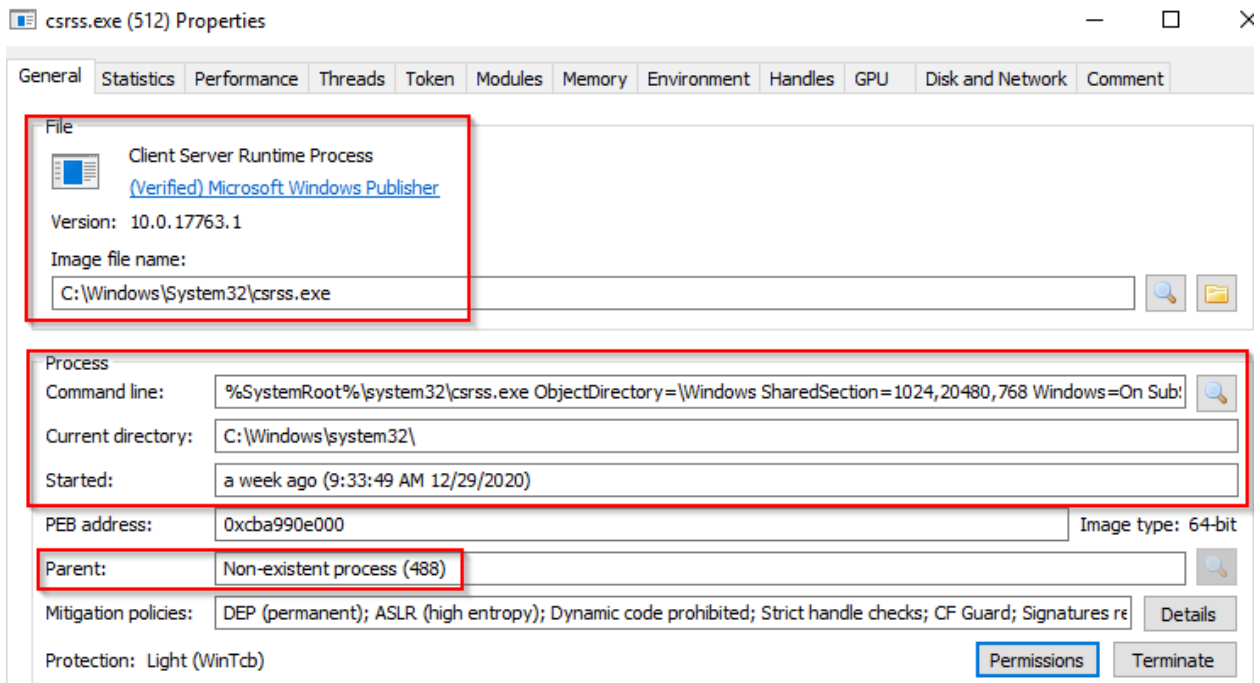 csrss.exe (512) Properties
General Statistics Performance Threads Token Modules Memory Environment Handles GPU Disk and Network Comment
File
Client Server Runtime Process
(Verified) Microsoft Windows Publisher
Version: 10.0.17763.1
Image file name:
C:\Windows\System32\csrss.exe
Process
Command line: %SystemRoot%\system32\csrss.exe ObjectDirectory=\Windows SharedSection=1024,20480,768 Windows=On Sub
Current directory: C:\Windows\system32\
Started: a week ago (9:33:49 AM 12/29/2020)
PEB address: 0xcba990e000 Image type: 64-bit
Parent: Non-existent process (488)
Mitigation policies: DEP (permanent); ASLR (high entropy); Dynamic code prohibited; Strict handle checks; CF Guard; Signatures re Details
Protection: Light (WinTcb) Permissions Terminate